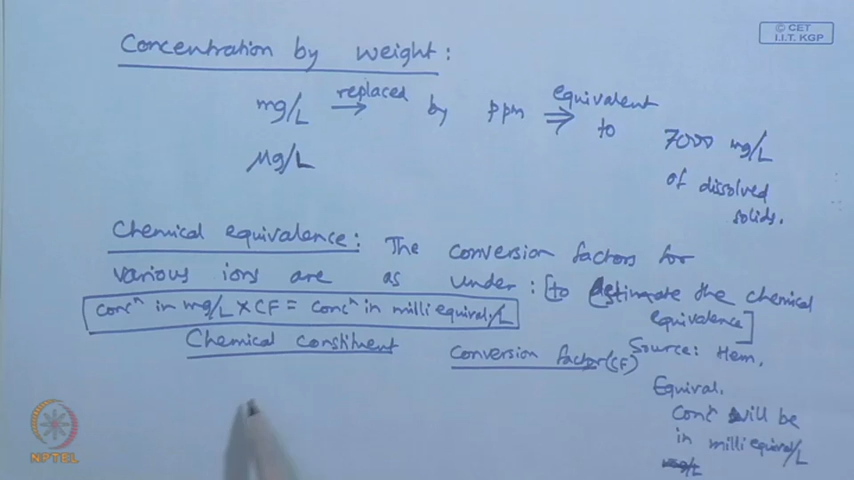 © CET
I.I.T. KGP
Concentration by weight:
mg/L replaced by ppm equivalent to 7000 mg/L
µg/L
of dissolved
solids.
Chemical equivalence: The conversion factors for
various ions are as under: [to estimate the chemical
equivalence]
concⁿ in mg/L × CF = concⁿ in milli equival./L
Chemical constituent
Conversion factor (CF)
Source: Hem.
Equival.
concⁿ will be
in milli equival/L
mg/L
NPTEL